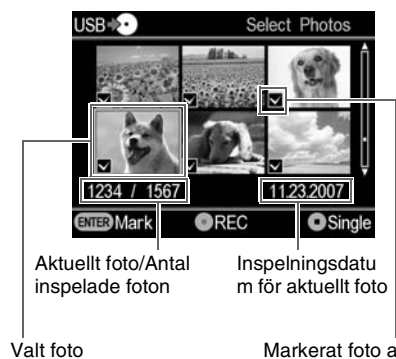 USB Select Photos
1234 / 1567 11.23.2007
ENTER Mark REC Single
Aktuellt foto/Antal
inspelade foton
Inspelningsdatu
m för aktuellt foto
Valt foto
Markerat foto a